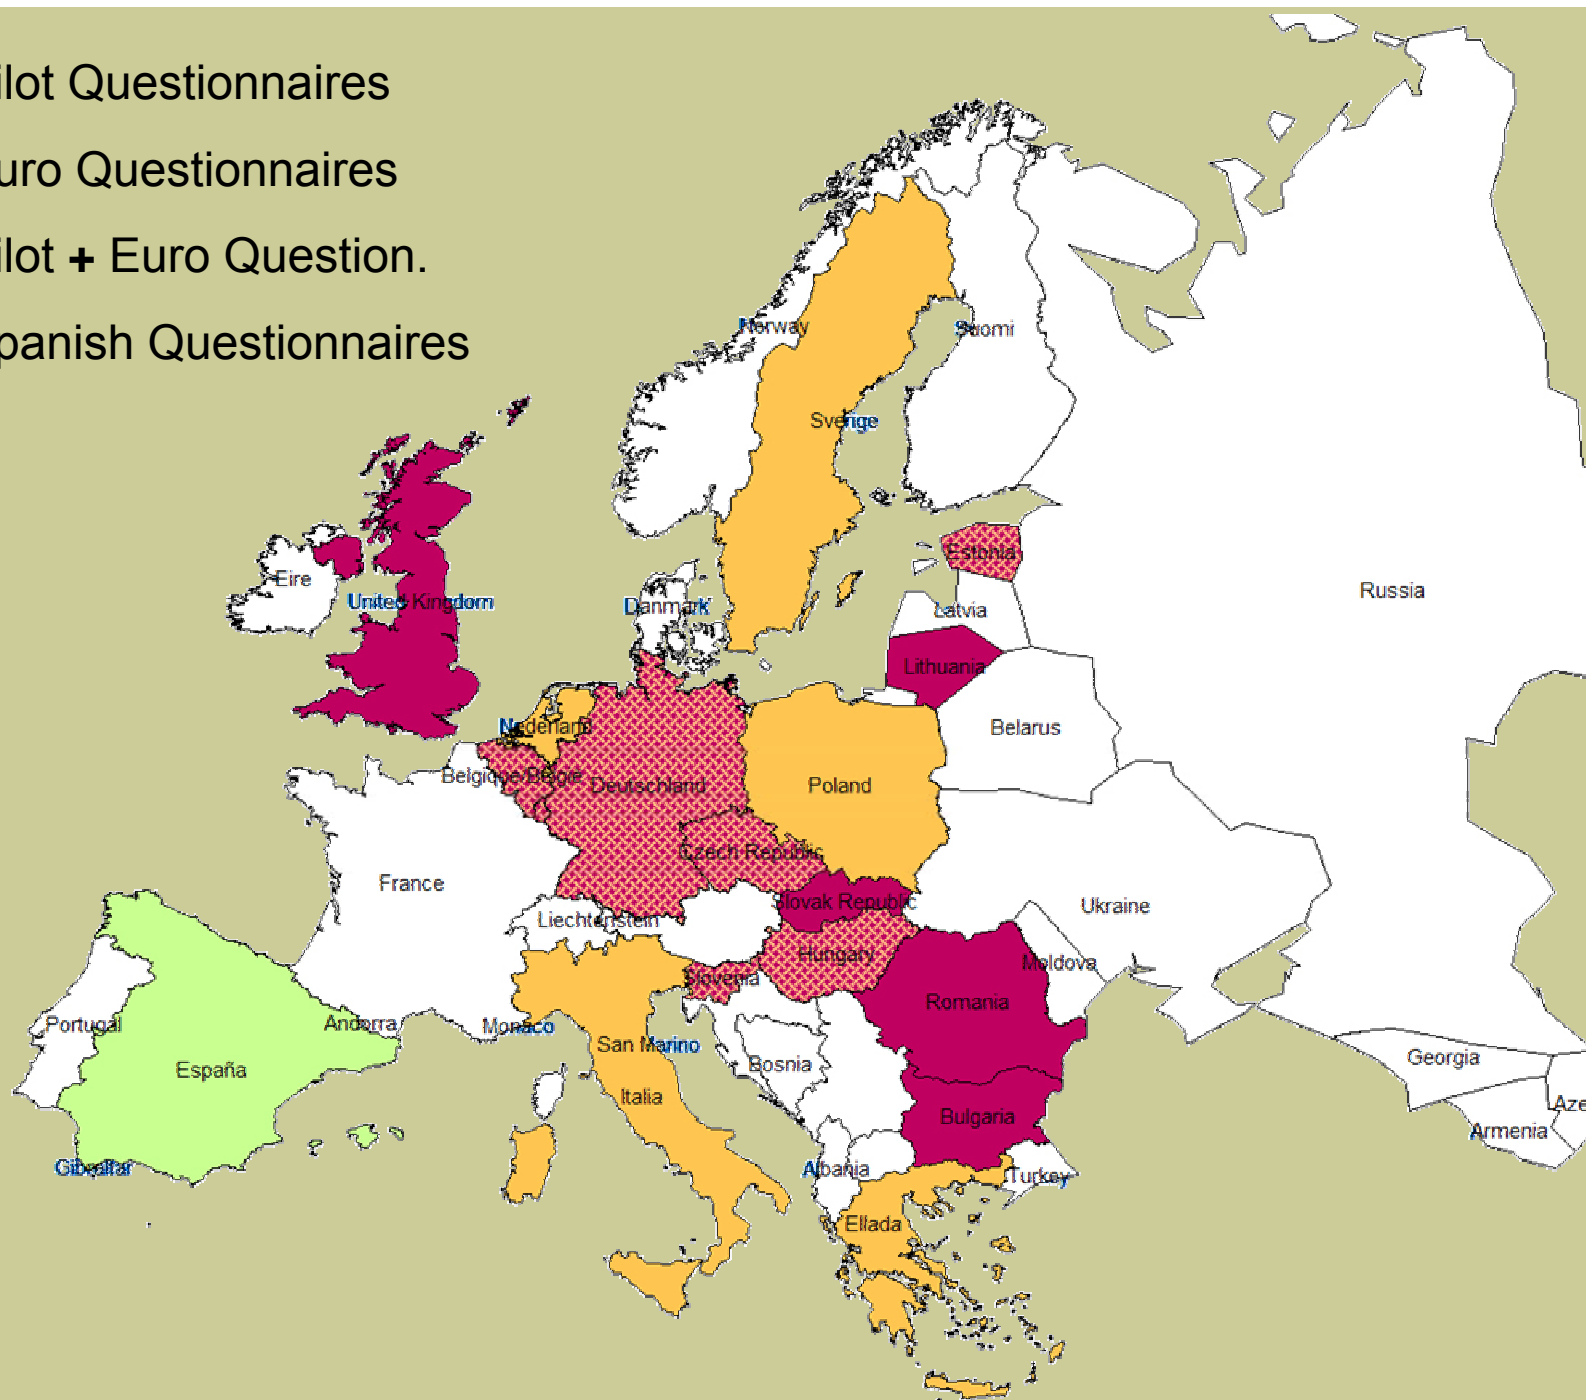 ilot Questionnaires
uro Questionnaires
ilot + Euro Question.
panish Questionnaires
Norway
Suomi
Sverige
Estonia
Eire
Russia
United Kingdom
Danmark
Latvia
Lithuania
Nederland
Belarus
Belgique/Belgie
Deutschland
Poland
Czech Republic
France
Slovak Republic
Ukraine
Liechtenstein
Hungary
Moldova
Slovenia
Romania
Portugal
Andorra
Monaco
San Marino
Georgia
España
Bosnia
Italia
Aze
Bulgaria
Armenia
Gibraltar
Albania
Turkey
Ellada